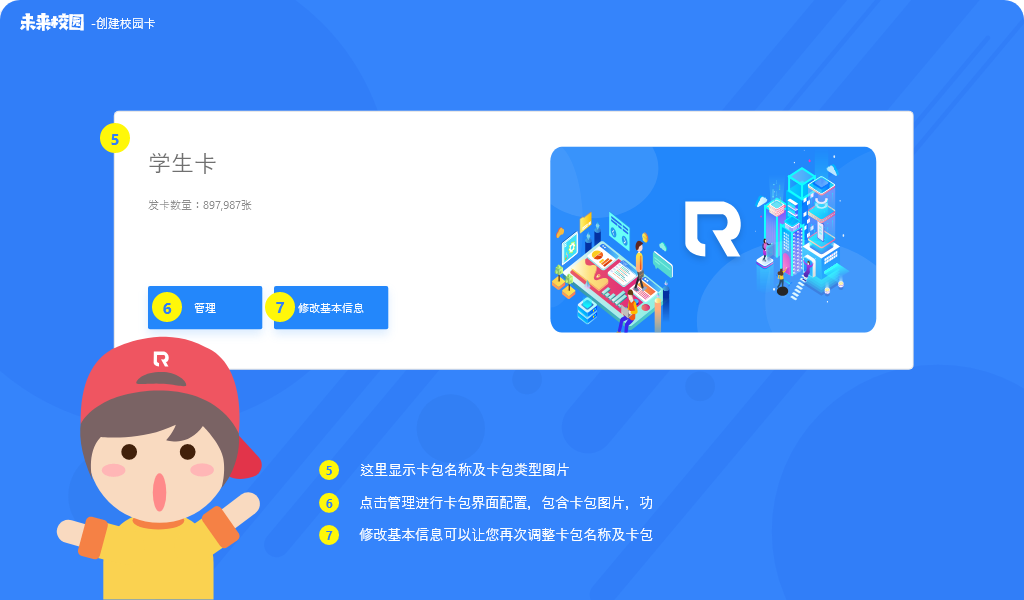 未来校园 -创建校园卡
5
学生卡
发卡数量：897,987张
6 管理
7 修改基本信息
5 这里显示卡包名称及卡包类型图片
6 点击管理进行卡包界面配置，包含卡包图片，功
7 修改基本信息可以让您再次调整卡包名称及卡包